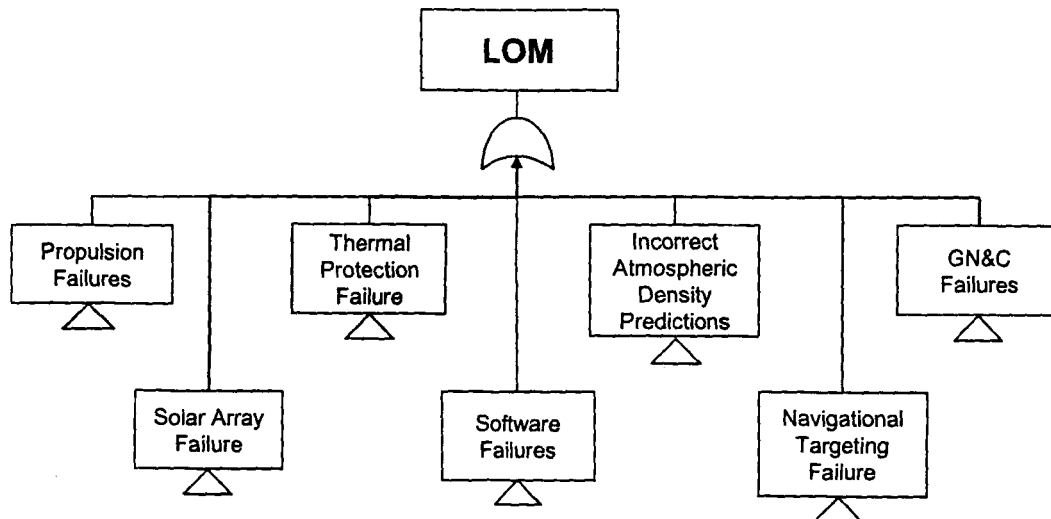 LOM
Propulsion
Failures
Thermal
Protection
Failure
Incorrect
Atmospheric
Density
Predictions
GN&C
Failures
Solar Array
Failure
Software
Failures
Navigational
Targeting
Failure